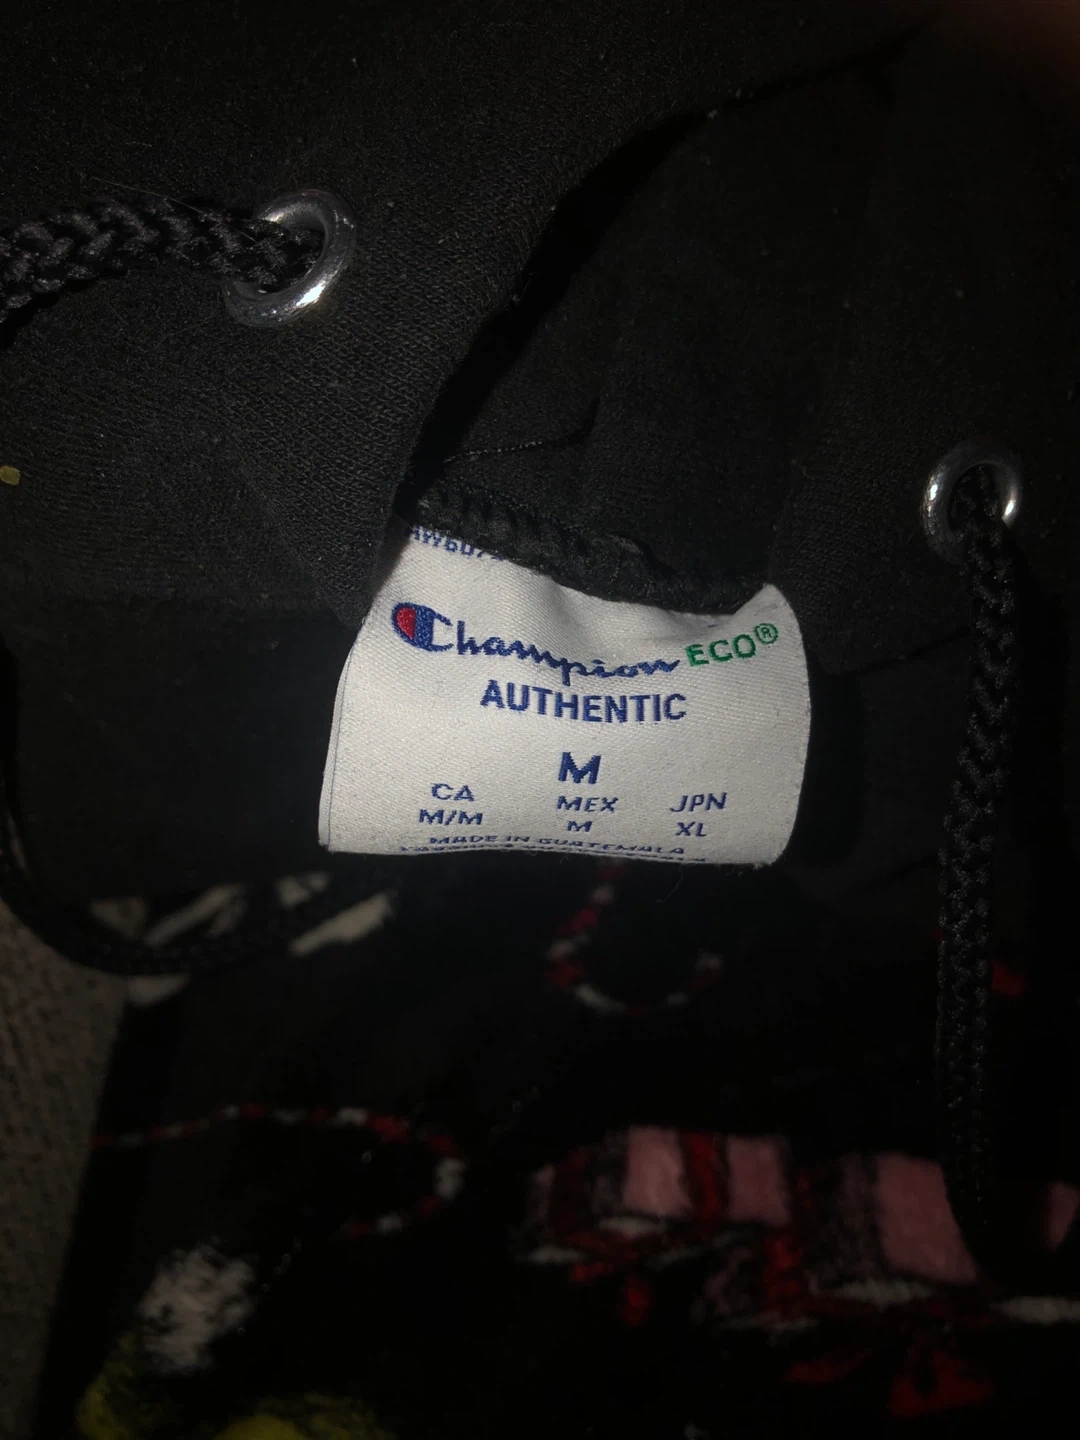 Champion ECO®
AUTHENTIC
M
CA MEX JPN
M/M M XL
MADE IN GUATEMALA